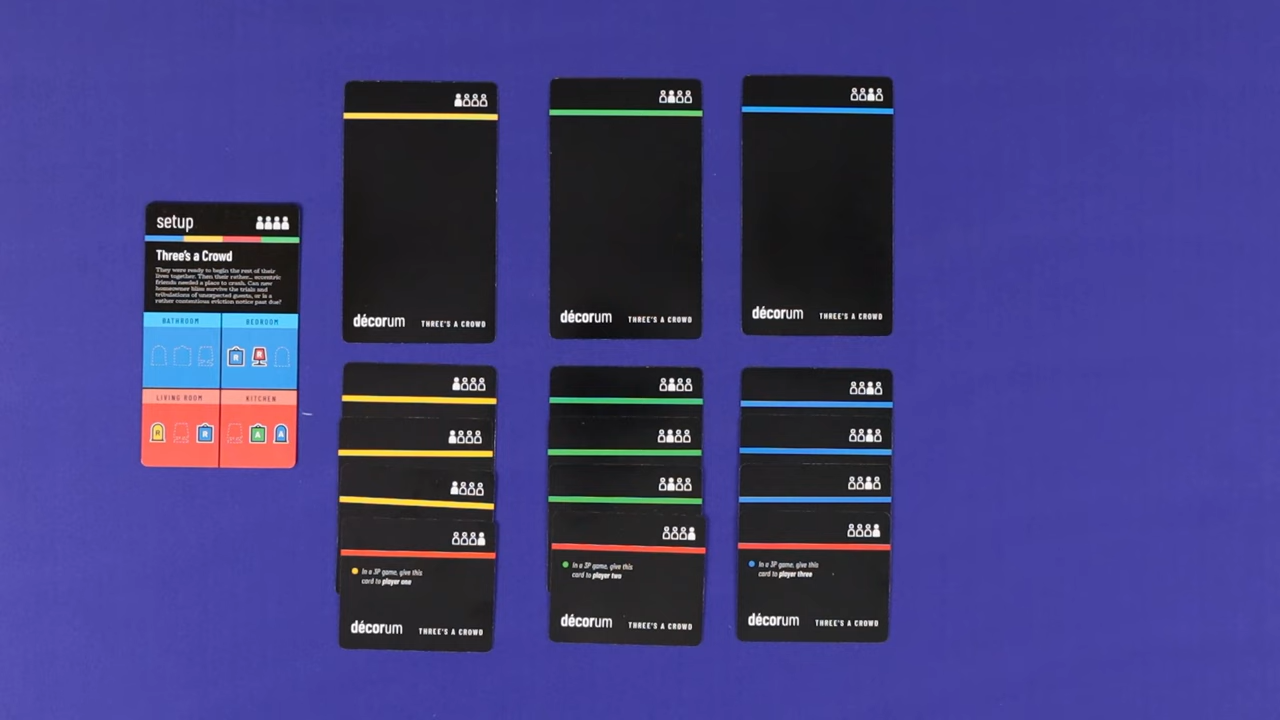 setup
Three's a Crowd
They were ready to begin the rest of their
lives together. Then their rather... eccentric
friends needed a place to crash. Can new
homeowner bliss survive the trials and
tribulations of unexpected guests, or is a
rather contentious eviction notice past due?
BATHROOM
BEDROOM
R
R
LIVING ROOM
KITCHEN
R
R
A
A
décorum THREE'S A CROWD
décorum THREE'S A CROWD
décorum THREE'S A CROWD
In a 3P game, give this
card to player one
décorum THREE'S A CROWD
In a 3P game, give this
card to player two
décorum THREE'S A CROWD
In a 3P game, give this
card to player three
décorum THREE'S A CROWD